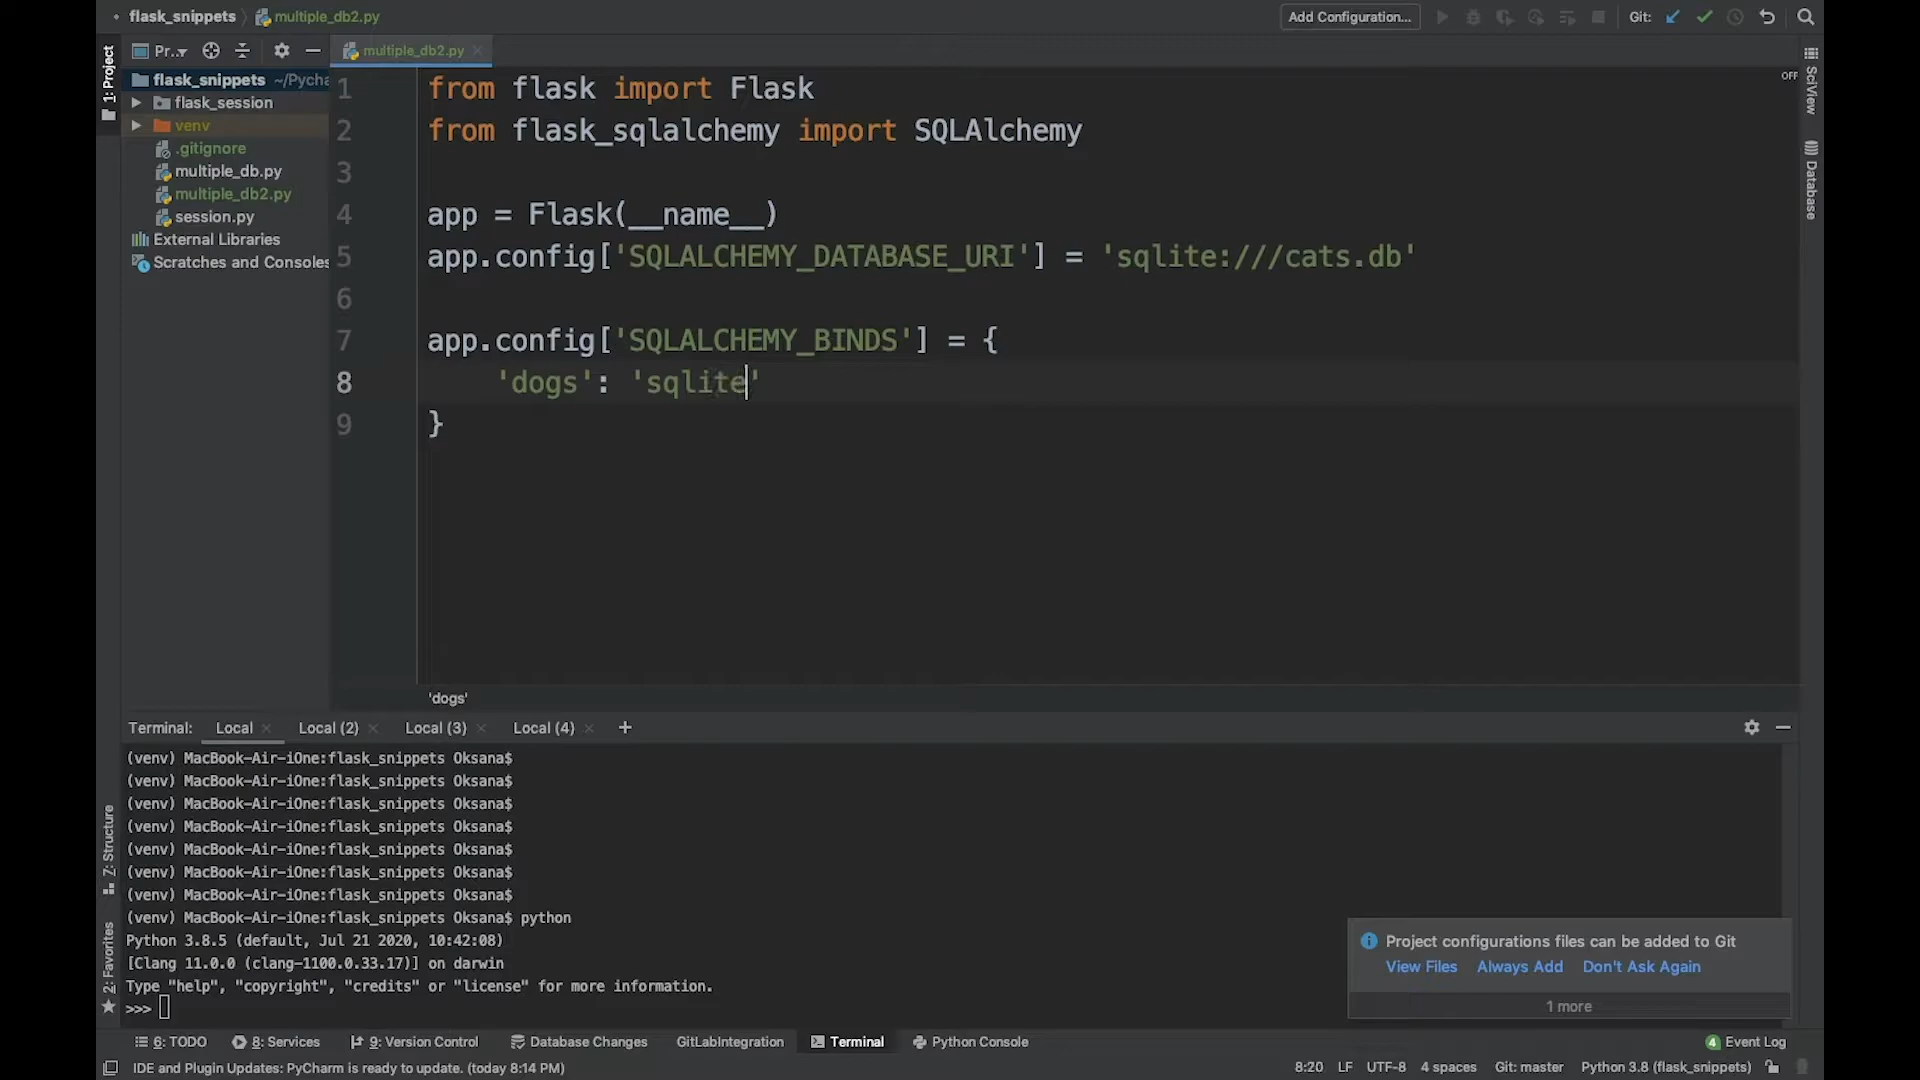 flask_snippets multiple_db2.py
Add Configuration... Git:
1: Project
Pr..
multiple_db2.py
flask_snippets ~/Pycha
flask_session
venv
.gitignore
multiple_db.py
multiple_db2.py
session.py
External Libraries
Scratches and Consoles
1 from flask import Flask
2 from flask_sqlalchemy import SQLAlchemy
3
4 app = Flask(__name__)
5 app.config['SQLALCHEMY_DATABASE_URI'] = 'sqlite:///cats.db'
6
7 app.config['SQLALCHEMY_BINDS'] = {
8 'dogs': 'sqlite'
9 }
OFF
SciView
Database
'dogs'
Terminal: Local Local (2) Local (3) Local (4) +
(venv) MacBook-Air-iOne:flask_snippets Oksana$
(venv) MacBook-Air-iOne:flask_snippets Oksana$
(venv) MacBook-Air-iOne:flask_snippets Oksana$
(venv) MacBook-Air-iOne:flask_snippets Oksana$
(venv) MacBook-Air-iOne:flask_snippets Oksana$
(venv) MacBook-Air-iOne:flask_snippets Oksana$
(venv) MacBook-Air-iOne:flask_snippets Oksana$
(venv) MacBook-Air-iOne:flask_snippets Oksana$ python
Python 3.8.5 (default, Jul 21 2020, 10:42:08)
[Clang 11.0.0 (clang-1100.0.33.17)] on darwin
Type "help", "copyright", "credits" or "license" for more information.
>>>
Z: Structure
2: Favorites
Project configurations files can be added to Git
View Files Always Add Don't Ask Again
1 more
6: TODO 8: Services 9: Version Control Database Changes GitLabIntegration Terminal Python Console 4 Event Log
IDE and Plugin Updates: PyCharm is ready to update. (today 8:14 PM) 8:20 LF UTF-8 4 spaces Git: master Python 3.8 (flask_snippets)